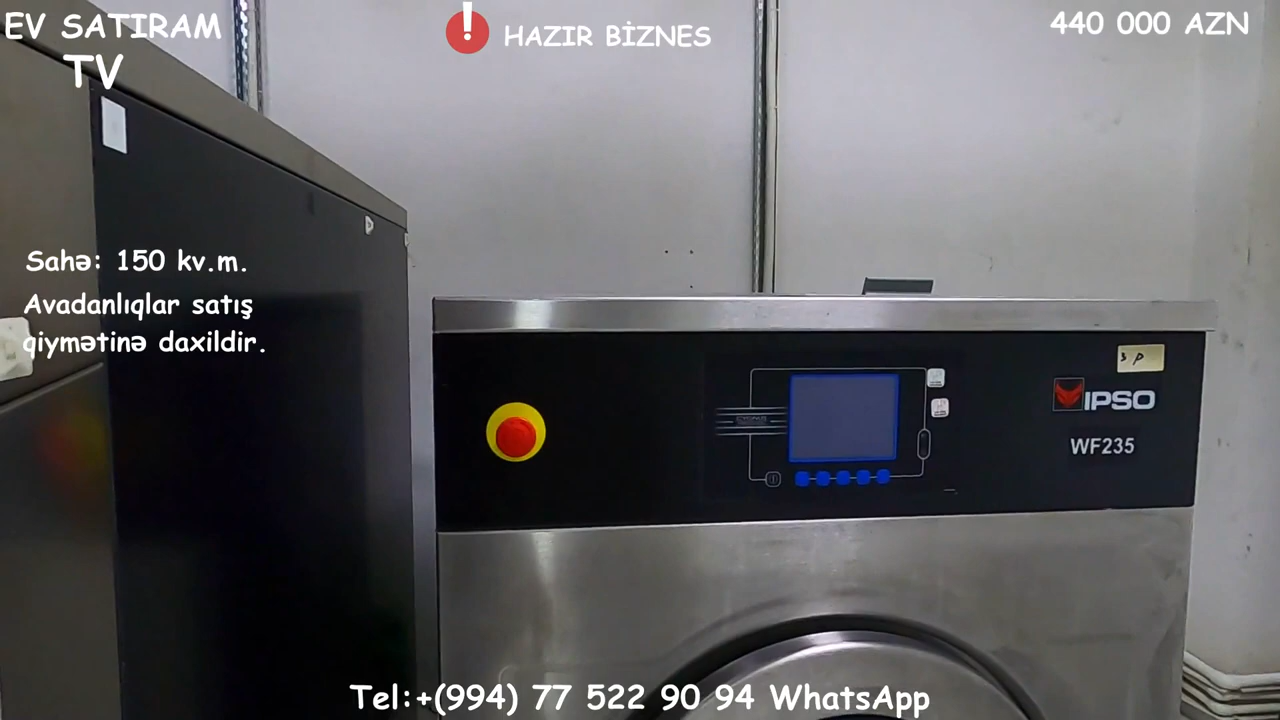 EV SATIRAM
TV
! HAZIR BİZNES
440 000 AZN
Sahə: 150 kv.m.
Avadanlıqlar satış
qiymətinə daxildir.
3 P
IPSO
WF235
Tel:+(994) 77 522 90 94 WhatsApp